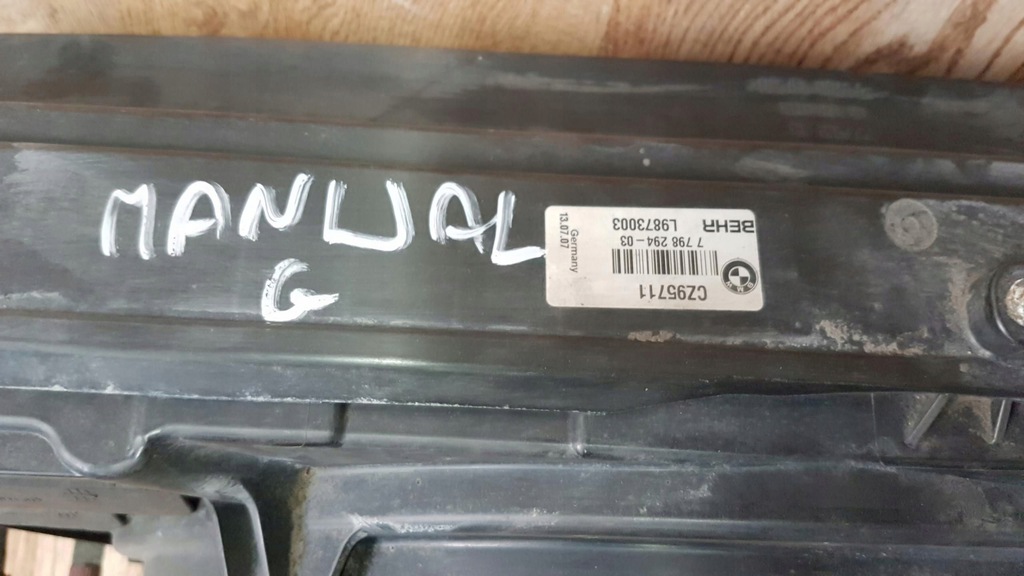 MANUAL
G
CZ95711
7 798 294-03
BEHR L9873003
Germany
13.07.07